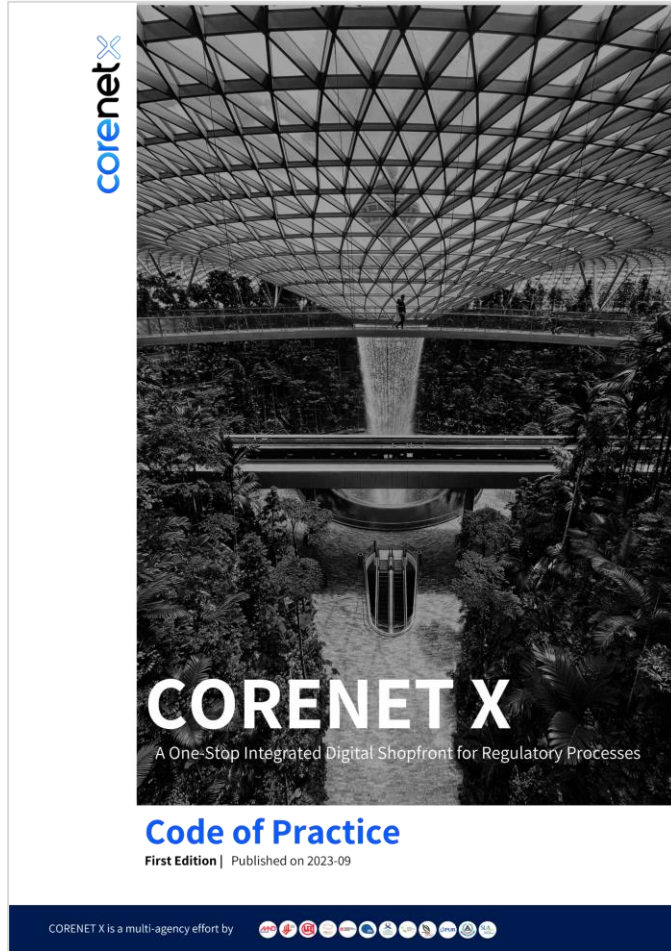 corenet X
CORENET X
A One-Stop Integrated Digital Shopfront for Regulatory Processes
Code of Practice
First Edition | Published on 2023-09
CORENET X is a multi-agency effort by